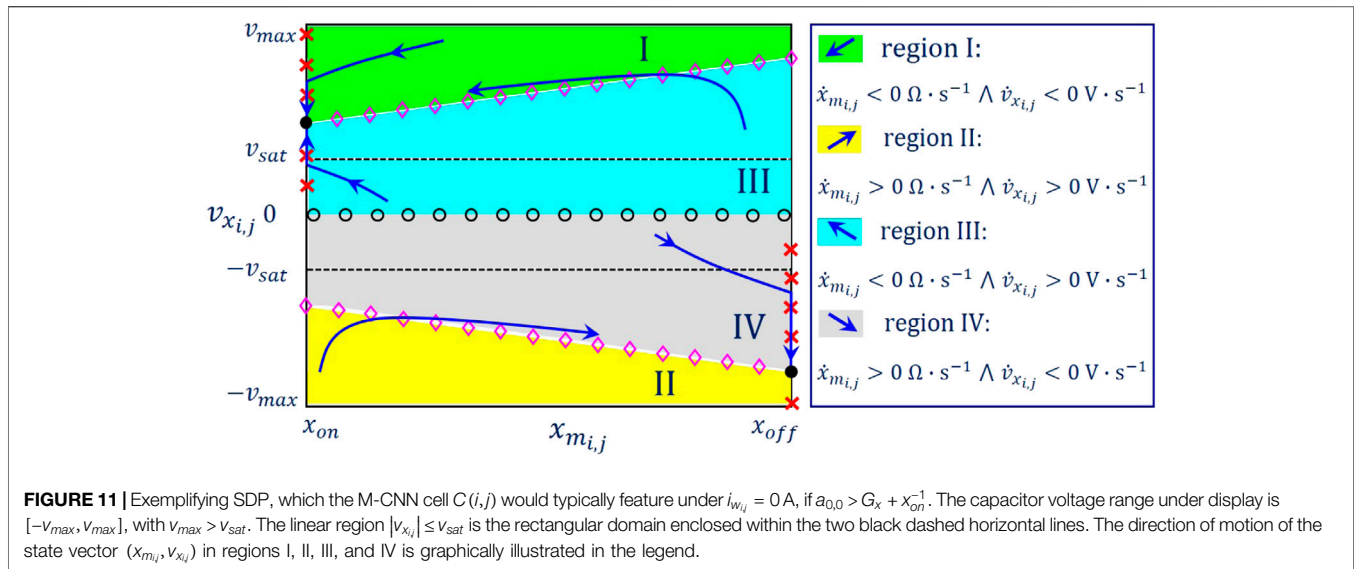 v_max
I
v_sat
III
v_{x_{i,j}} 0
−v_sat
IV
II
−v_max
x_on
x_{m_{i,j}}
x_off
region I:
ẋ_{m_{i,j}} < 0 Ω · s⁻¹ ∧ v̇_{x_{i,j}} < 0 V · s⁻¹
region II:
ẋ_{m_{i,j}} > 0 Ω · s⁻¹ ∧ v̇_{x_{i,j}} > 0 V · s⁻¹
region III:
ẋ_{m_{i,j}} < 0 Ω · s⁻¹ ∧ v̇_{x_{i,j}} > 0 V · s⁻¹
region IV:
ẋ_{m_{i,j}} > 0 Ω · s⁻¹ ∧ v̇_{x_{i,j}} < 0 V · s⁻¹
FIGURE 11 | Exemplifying SDP, which the M-CNN cell C(i, j) would typically feature under i_{w_{i,j}} = 0 A, if a_{0,0} > G_x + x_{on}^{−1}. The capacitor voltage range under display is
[−v_max, v_max], with v_max > v_sat. The linear region |v_{x_{i,j}}| ≤ v_sat is the rectangular domain enclosed within the two black dashed horizontal lines. The direction of motion of the
state vector (x_{m_{i,j}}, v_{x_{i,j}}) in regions I, II, III, and IV is graphically illustrated in the legend.